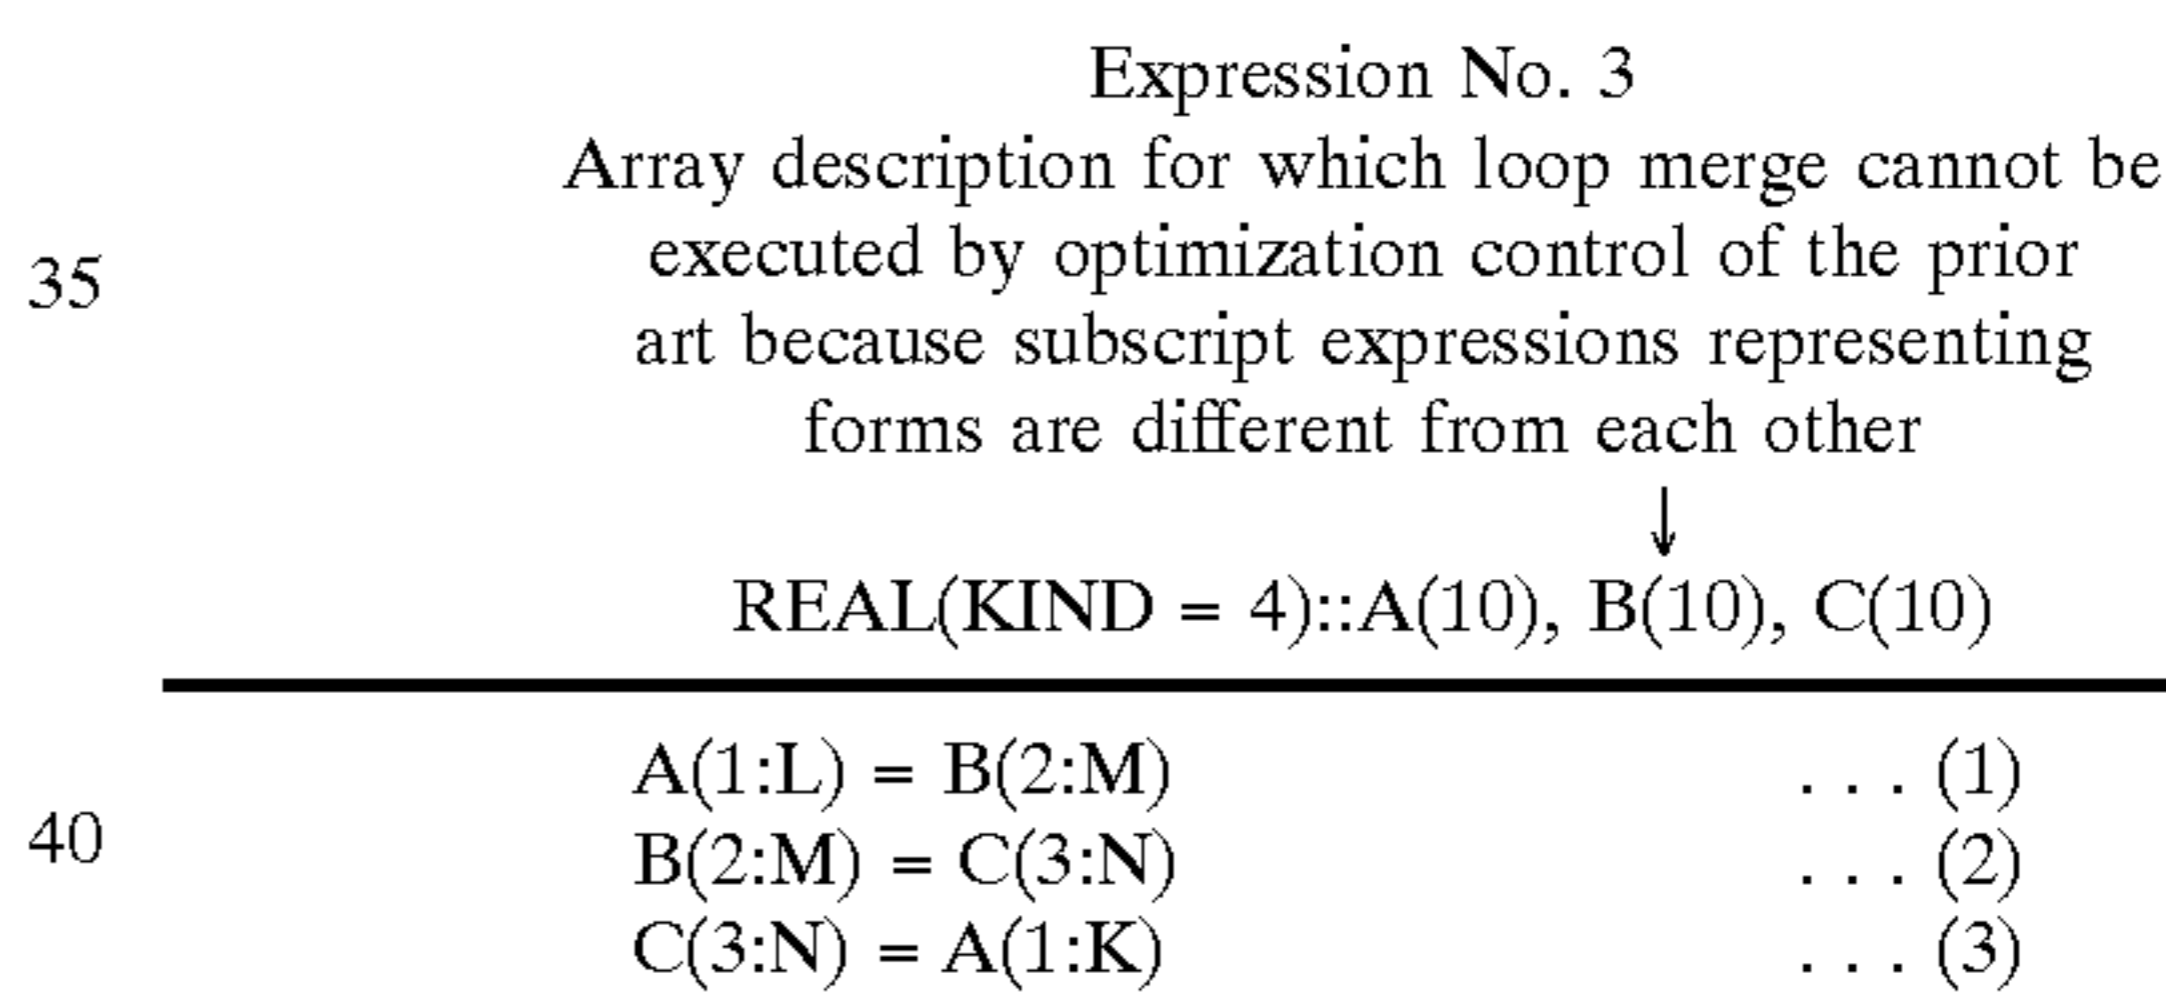 Expression No. 3
Array description for which loop merge cannot be
executed by optimization control of the prior
35
art because subscript expressions representing
forms are different from each other
↓
REAL(KIND = 4)::A(10), B(10), C(10)
A(1:L) = B(2:M) . . . (1)
40
B(2:M) = C(3:N) . . . (2)
C(3:N) = A(1:K) . . . (3)